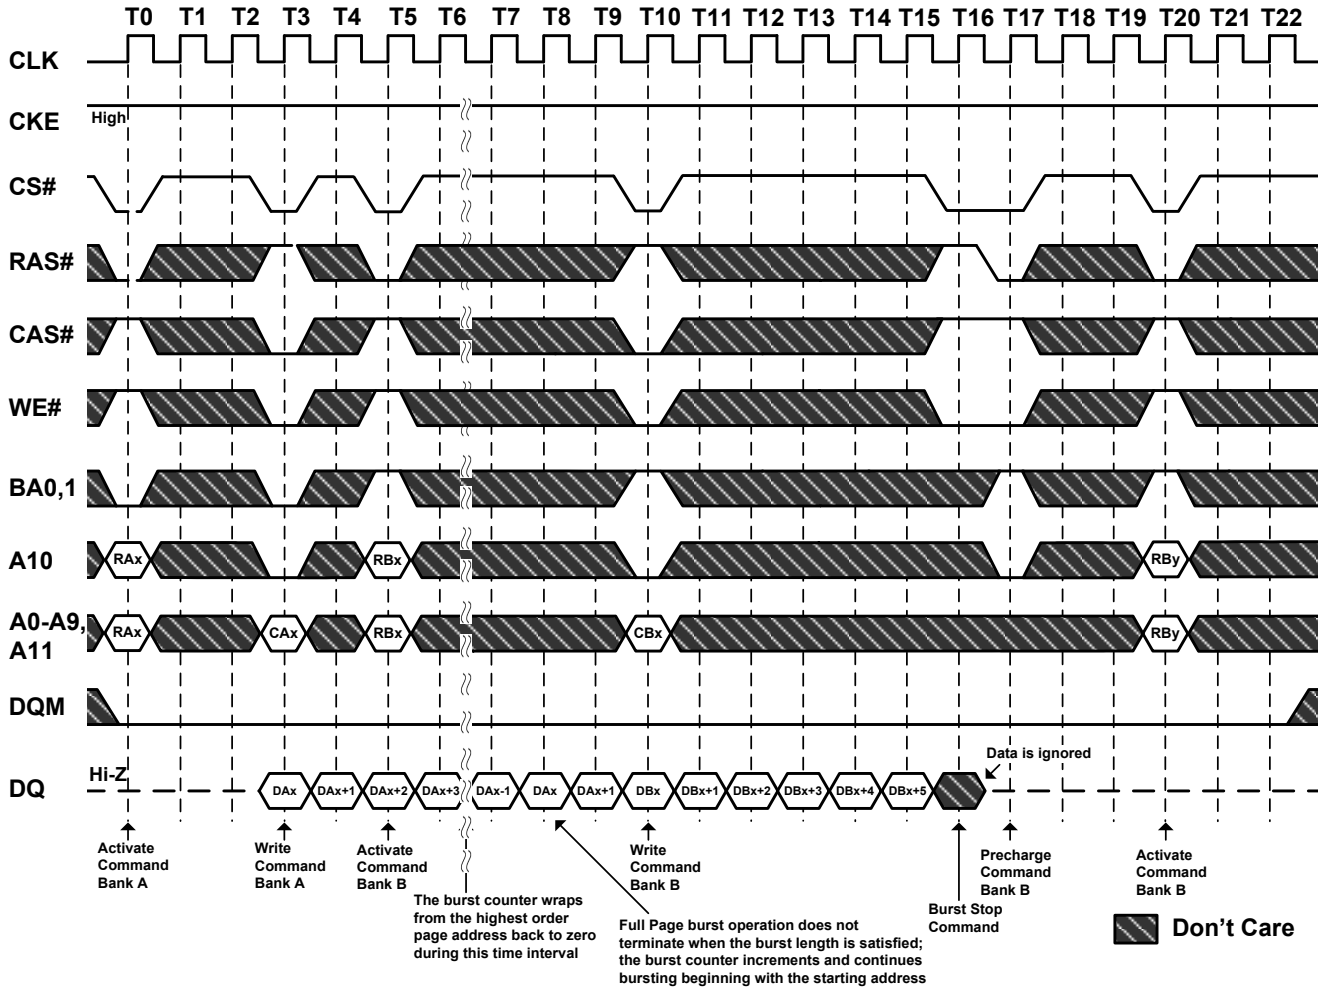 T0 T1 T2 T3 T4 T5 T6 T7 T8 T9 T10 T11 T12 T13 T14 T15 T16 T17 T18 T19 T20 T21 T22
CLK
CKE
High
CS#
RAS#
CAS#
WE#
BA0,1
A10
RAx RBx RBy
A0-A9,
A11
RAx CAx RBx CBx RBy
DQM
DQ
Hi-Z
Data is ignored
DAx DAx+1 DAx+2 DAx+3 DAx-1 DAx DAx+1 DBx DBx+1 DBx+2 DBx+3 DBx+4 DBx+5
Activate
Command
Bank A
Write
Command
Bank A
Activate
Command
Bank B
The burst counter wraps
from the highest order
page address back to zero
during this time interval
Write
Command
Bank B
Full Page burst operation does not
terminate when the burst length is satisfied;
the burst counter increments and continues
bursting beginning with the starting address
Burst Stop
Command
Precharge
Command
Bank B
Activate
Command
Bank B
Don't Care